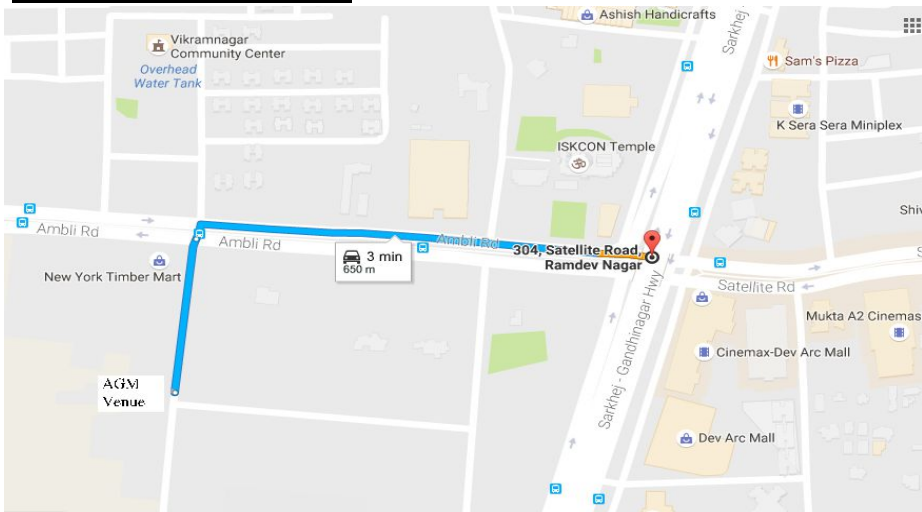 Ashish Handicrafts
Sarkhej
Vikramnagar
Community Center
Overhead
Water Tank
Sam's Pizza
K Sera Sera Miniplex
ISKCON Temple
Shiv
Ambli Rd
Ambli Rd
Ambli Rd
3 min
650 m
304, Satellite Road,
Ramdev Nagar
New York Timber Mart
Satellite Rd
Sarkhej - Gandhinagar Hwy
Mukta A2 Cinemas
Cinemax-Dev Arc Mall
AGM
Venue
Dev Arc Mall